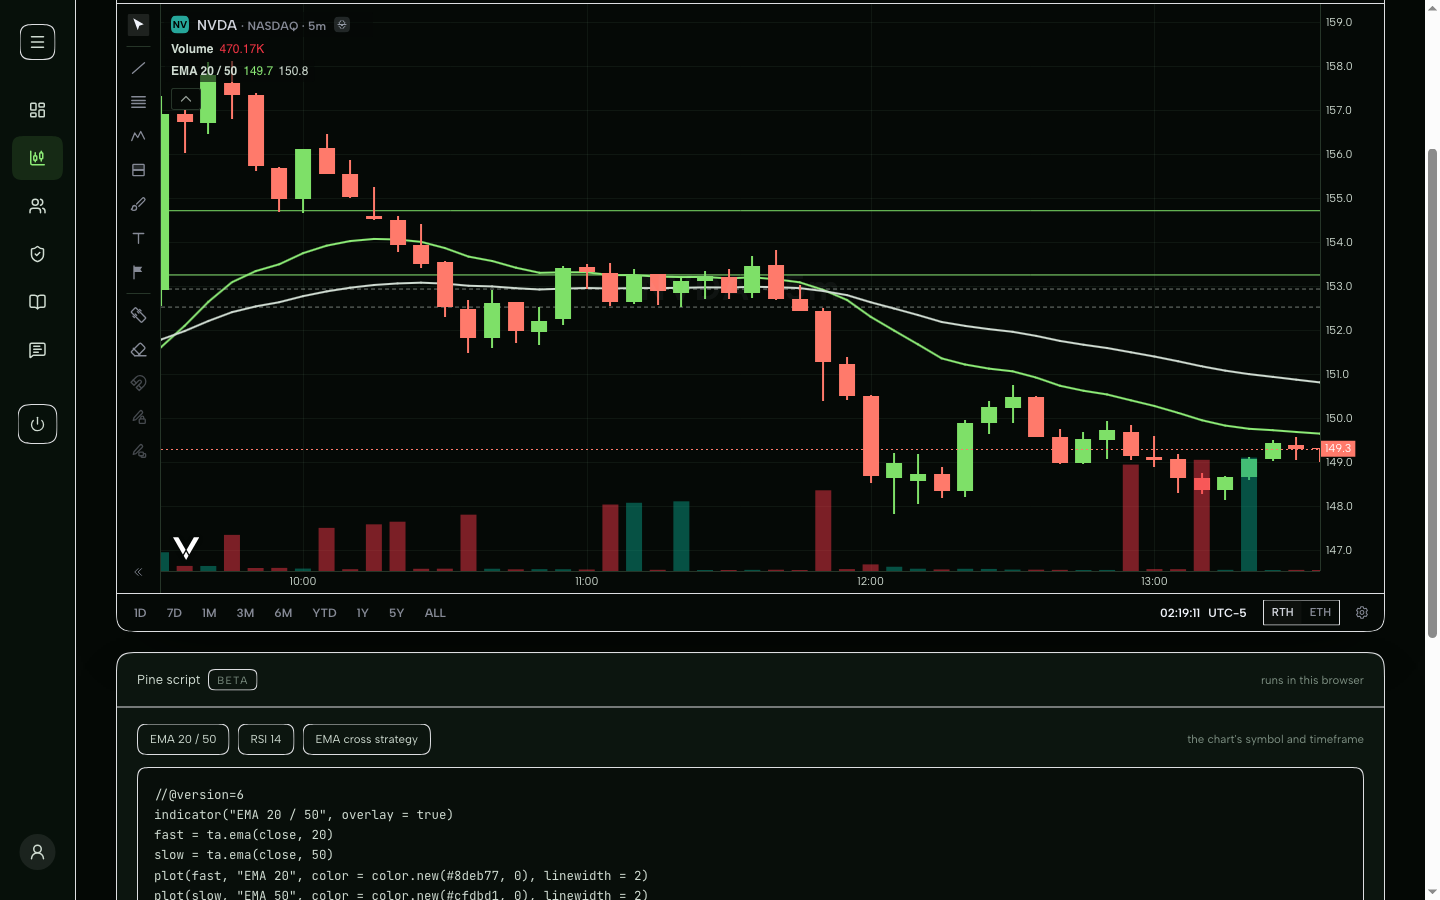 NV NVDA · NASDAQ · 5m
Volume 470.17K
EMA 20 / 50 149.7 150.8
159.0
158.0
157.0
156.0
155.0
154.0
153.0
152.0
151.0
150.0
149.3
149.0
148.0
147.0
10:00 11:00 12:00 13:00
1D 7D 1M 3M 6M YTD 1Y 5Y ALL 02:19:11 UTC-5 RTH ETH
Pine script BETA runs in this browser
EMA 20 / 50 RSI 14 EMA cross strategy the chart's symbol and timeframe
//@version=6
indicator("EMA 20 / 50", overlay = true)
fast = ta.ema(close, 20)
slow = ta.ema(close, 50)
plot(fast, "EMA 20", color = color.new(#8deb77, 0), linewidth = 2)
plot(slow, "EMA 50", color = color.new(#cfdbd1, 0), linewidth = 2)